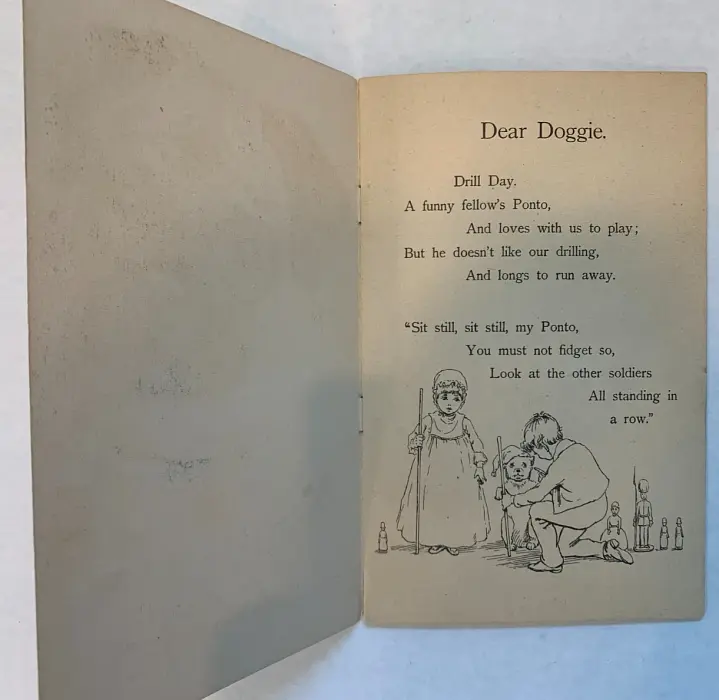 Dear Doggie.
Drill Day.
A funny fellow's Ponto,
And loves with us to play;
But he doesn't like our drilling,
And longs to run away.
“Sit still, sit still, my Ponto,
You must not fidget so,
Look at the other soldiers
All standing in
a row.”